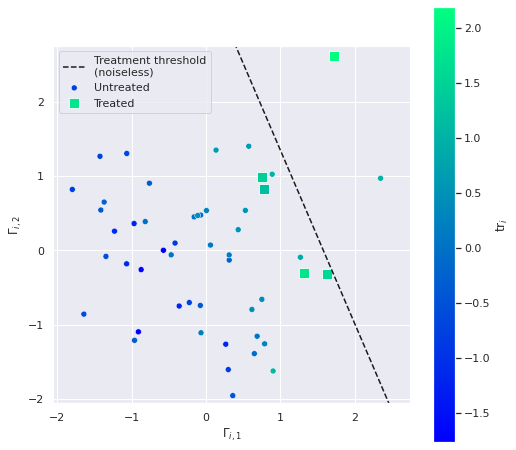 Treatment threshold
(noiseless)
Untreated
Treated
2
1
0
−1
−2
Γi,2
−2
−1
0
1
2
Γi,1
2.0
1.5
1.0
0.5
0.0
−0.5
−1.0
−1.5
tri